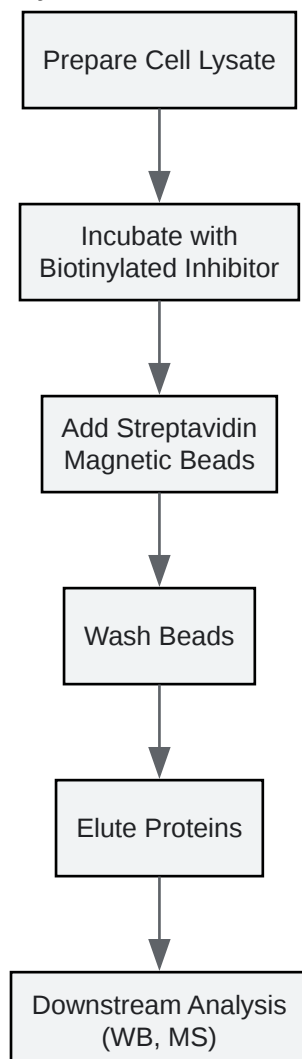 Prepare Cell Lysate
Incubate with
Biotinylated Inhibitor
Add Streptavidin
Magnetic Beads
Wash Beads
Elute Proteins
Downstream Analysis
(WB, MS)